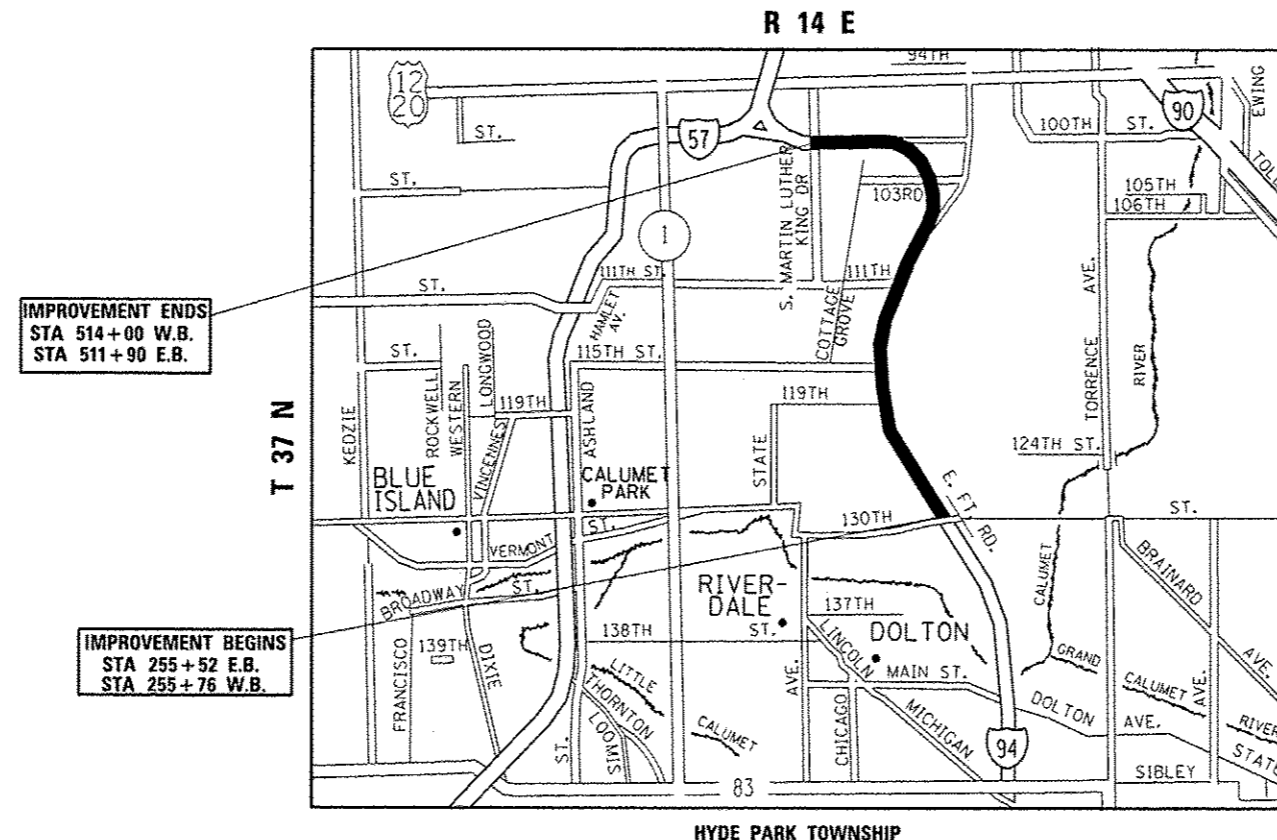 R 14 E
94TH
12
20
ST.
57
90
EWING
100TH ST.
TOLL
S. MARTIN LUTHER
KING DR
105TH
106TH
103RD
ST.
1
111TH ST.
111TH
ST.
HAMLET
AV.
COTTAGE
GROVE
TORRENCE AVE.
RIVER
IMPROVEMENT ENDS
STA 514+00 W.B.
STA 511+90 E.B.
T 37 N
ST.
115TH ST.
KEDZIE
ROCKWELL
WESTERN
LONGWOOD
119TH
VINCENNES
ASHLAND
119TH
STATE
124TH ST.
BLUE
ISLAND
CALUMET
PARK
ST.
E. FT. RD.
130TH
ST.
VERMONT
BROADWAY
ST.
CALUMET
BRAINARD
AVE.
RIVER-
DALE
137TH
138TH
ST.
DOLTON
LINCOLN
MAIN ST.
GRAND
CALUMET
RIVER
IMPROVEMENT BEGINS
STA 255+52 E.B.
STA 255+76 W.B.
139TH
FRANCISCO
DIXIE
LITTLE
CALUMET
THORNTON
LOOMIS
ST.
AVE.
CHICAGO
MICHIGAN
94
DOLTON
AVE.
AVE.
STATE
SIBLEY
83
HYDE PARK TOWNSHIP